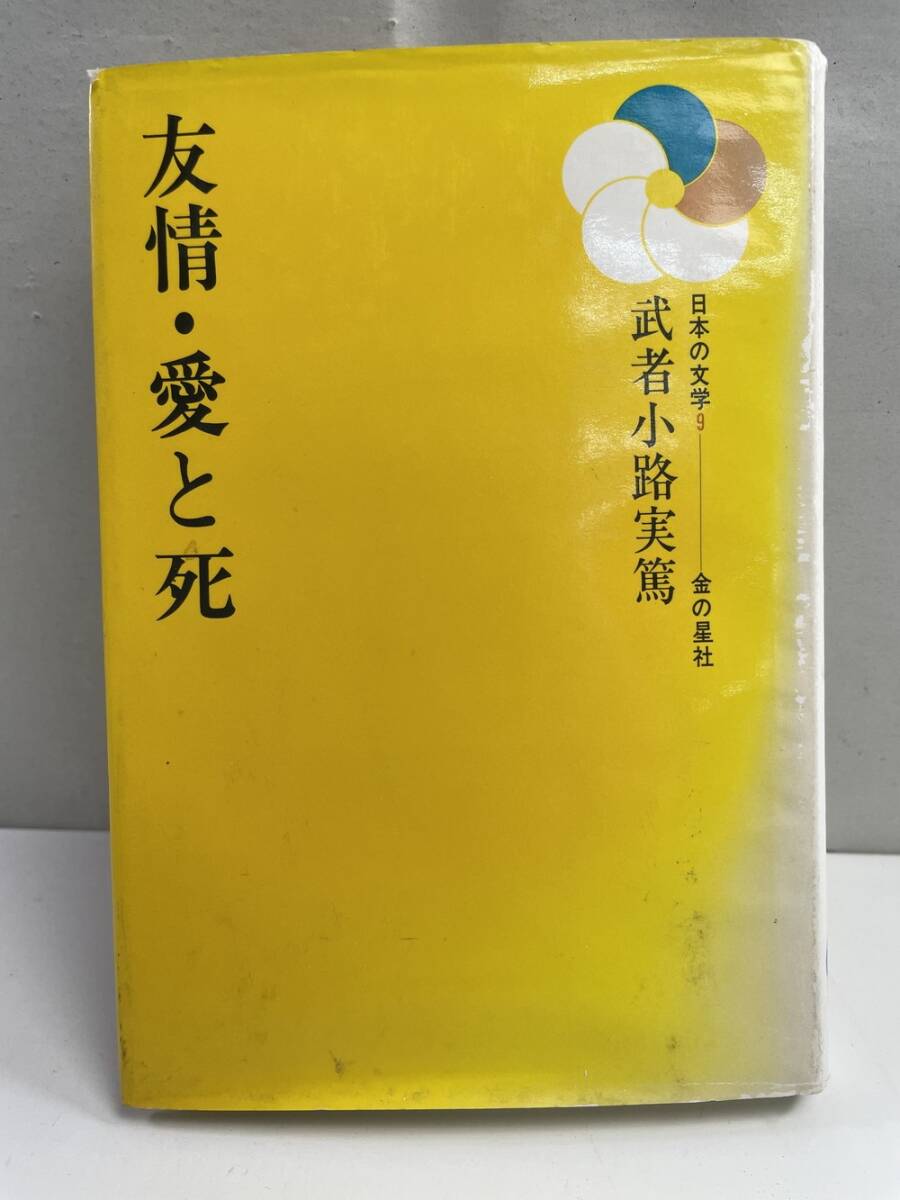 日本の文学9――金の星社
武者小路実篤
友情・愛と死